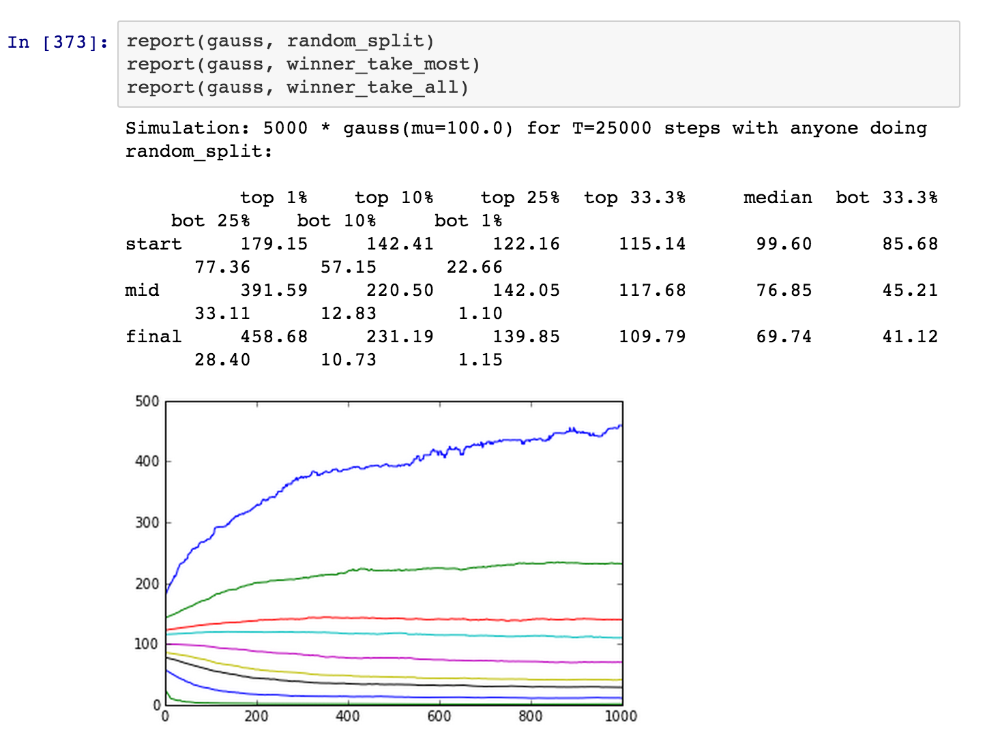 In [373]: report(gauss, random_split)
report(gauss, winner_take_most)
report(gauss, winner_take_all)
Simulation: 5000 * gauss(mu=100.0) for T=25000 steps with anyone doing
random_split:
top 1% top 10% top 25% top 33.3% median bot 33.3%
bot 25% bot 10% bot 1%
start 179.15 142.41 122.16 115.14 99.60 85.68
77.36 57.15 22.66
mid 391.59 220.50 142.05 117.68 76.85 45.21
33.11 12.83 1.10
final 458.68 231.19 139.85 109.79 69.74 41.12
28.40 10.73 1.15
500
400
300
200
100
0
0 200 400 600 800 1000